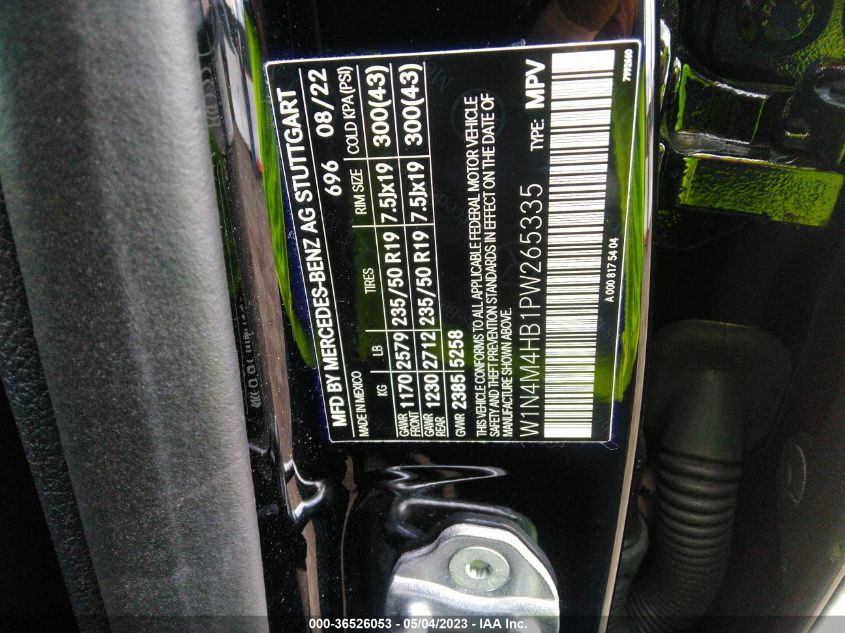 MFD BY MERCEDES-BENZ AG STUTTGART
MADE IN MEXICO 696 08/22
KG LB TIRES RIM SIZE COLD KPA(PSI)
GAWR FRONT 1170 2579 235/50 R19 7.5Jx19 300(43)
GAWR REAR 1230 2712 235/50 R19 7.5Jx19 300(43)
GVWR 2385 5258
THIS VEHICLE CONFORMS TO ALL APPLICABLE FEDERAL MOTOR VEHICLE
SAFETY AND THEFT PREVENTION STANDARDS IN EFFECT ON THE DATE OF
MANUFACTURE SHOWN ABOVE.
W1N4M4HB1PW265335 TYPE: MPV
A 000 817 54 04
000-36526053 - 05/04/2023 - IAA Inc.